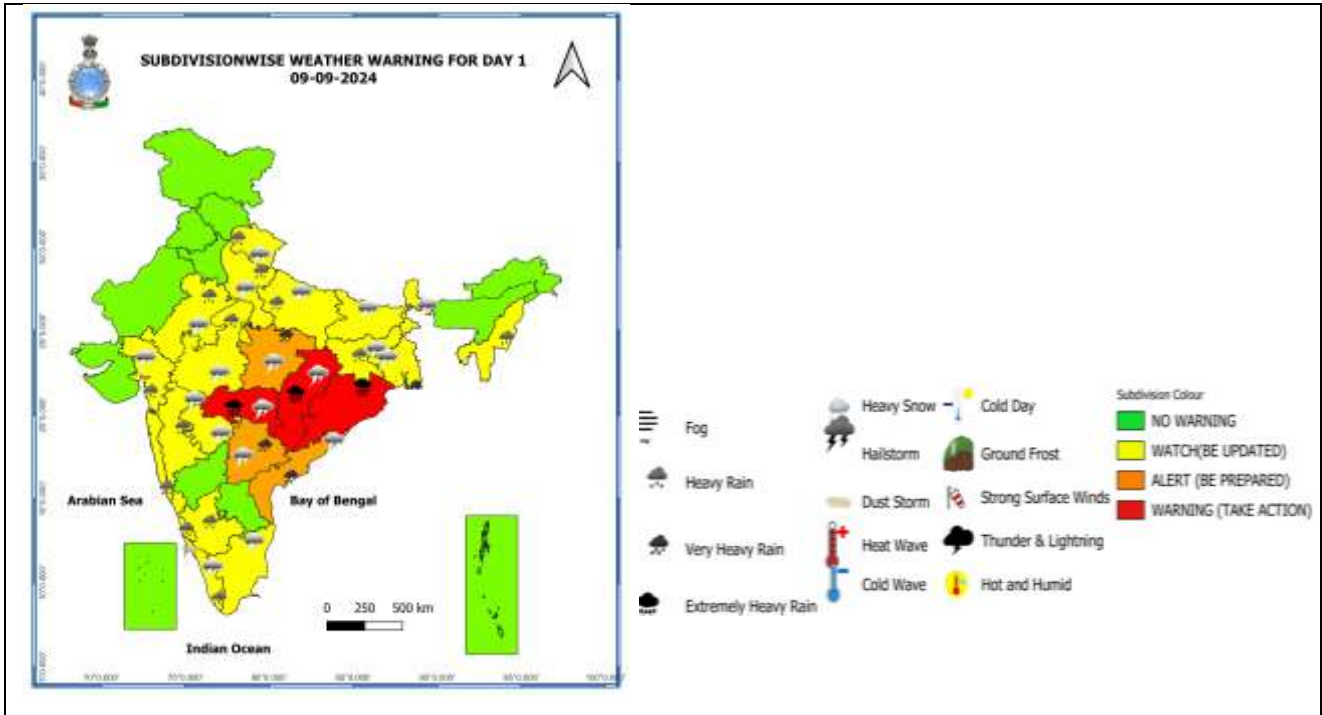 SUBDIVISIONWISE WEATHER WARNING FOR DAY 1
09-09-2024
Arabian Sea
Bay of Bengal
0 250 500 km
Indian Ocean
Fog
Heavy Rain
Very Heavy Rain
Extremely Heavy Rain
Heavy Snow
Hailstorm
Dust Storm
Heat Wave
Cold Wave
Cold Day
Ground Frost
Strong Surface Winds
Thunder & Lightning
Hot and Humid
Subdivision Colour
NO WARNING
WATCH(BE UPDATED)
ALERT (BE PREPARED)
WARNING (TAKE ACTION)